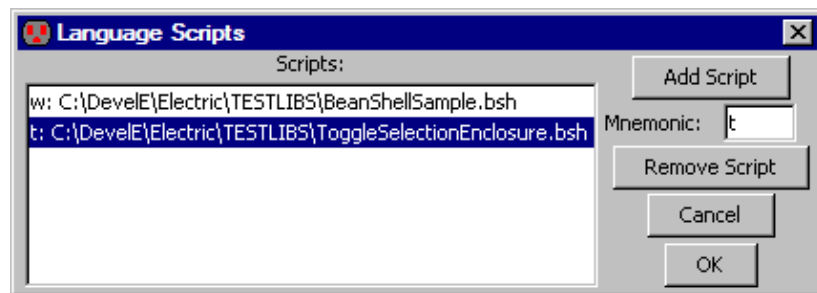 Language Scripts
Scripts:
w: C:\DevelE\Electric\TESTLIBS\BeanShellSample.bsh
t: C:\DevelE\Electric\TESTLIBS\ToggleSelectionEnclosure.bsh
Add Script
Mnemonic: t
Remove Script
Cancel
OK